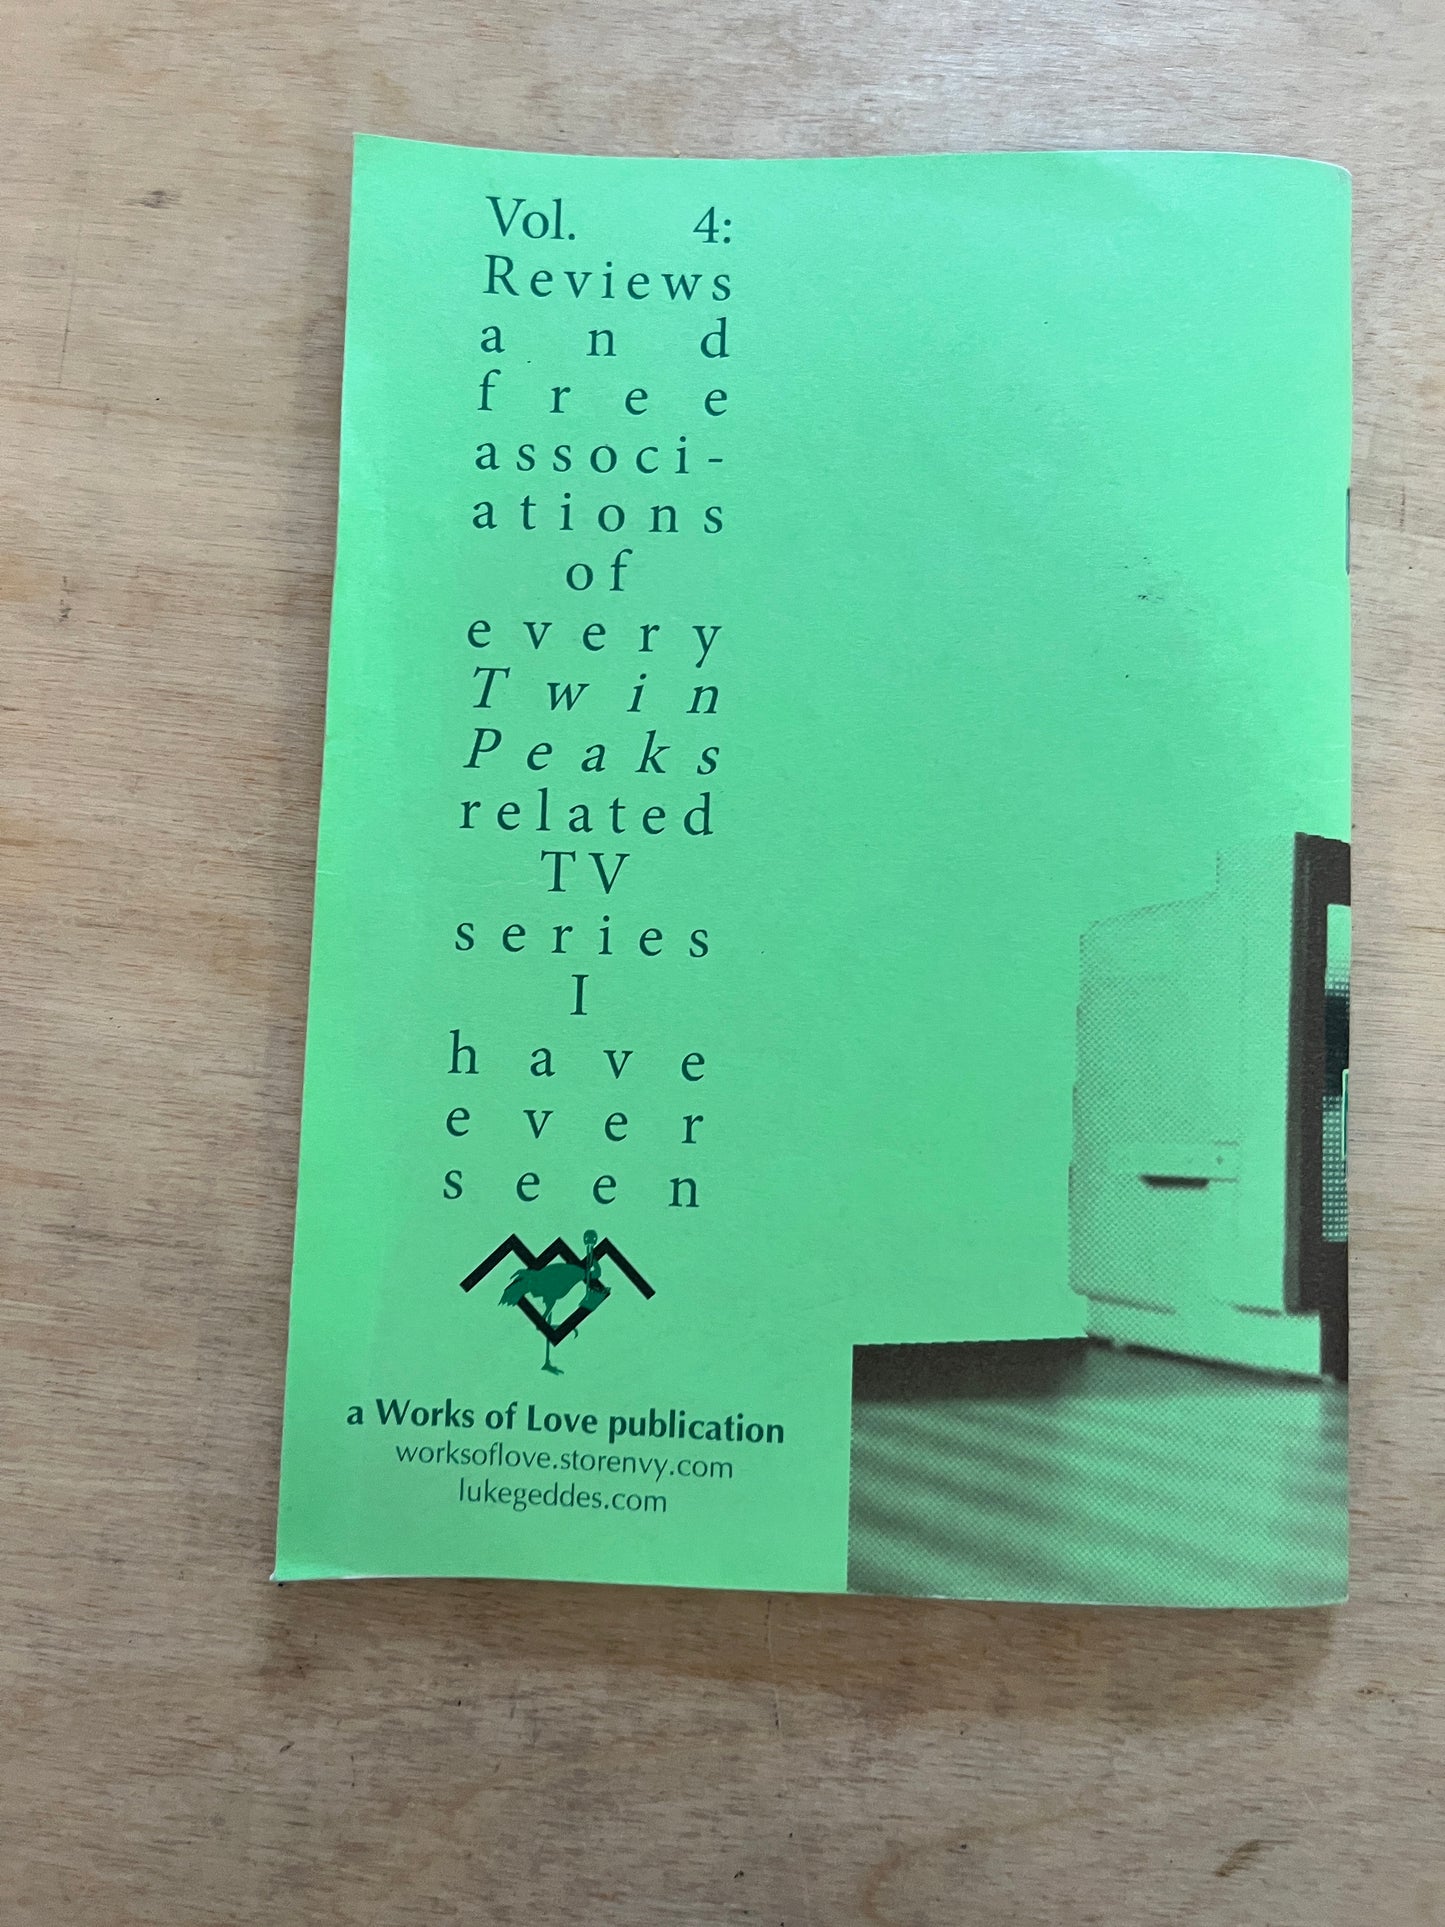 Vol. 4:
Reviews
and
free
associ-
ations
of
every
Twin
Peaks
related
TV
series
I
have
ever
seen
a Works of Love publication
worksoflove.storenvy.com
lukegeddes.com